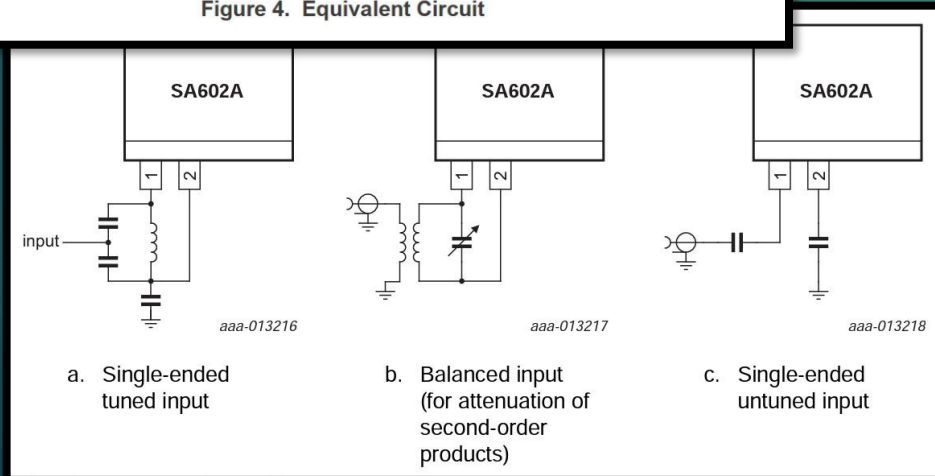 Figure 4. Equivalent Circuit
SA602A
SA602A
SA602A
1
2
1
2
1
2
input
aaa-013216
aaa-013217
aaa-013218
a. Single-ended
tuned input
b. Balanced input
(for attenuation of
second-order
products)
c. Single-ended
untuned input